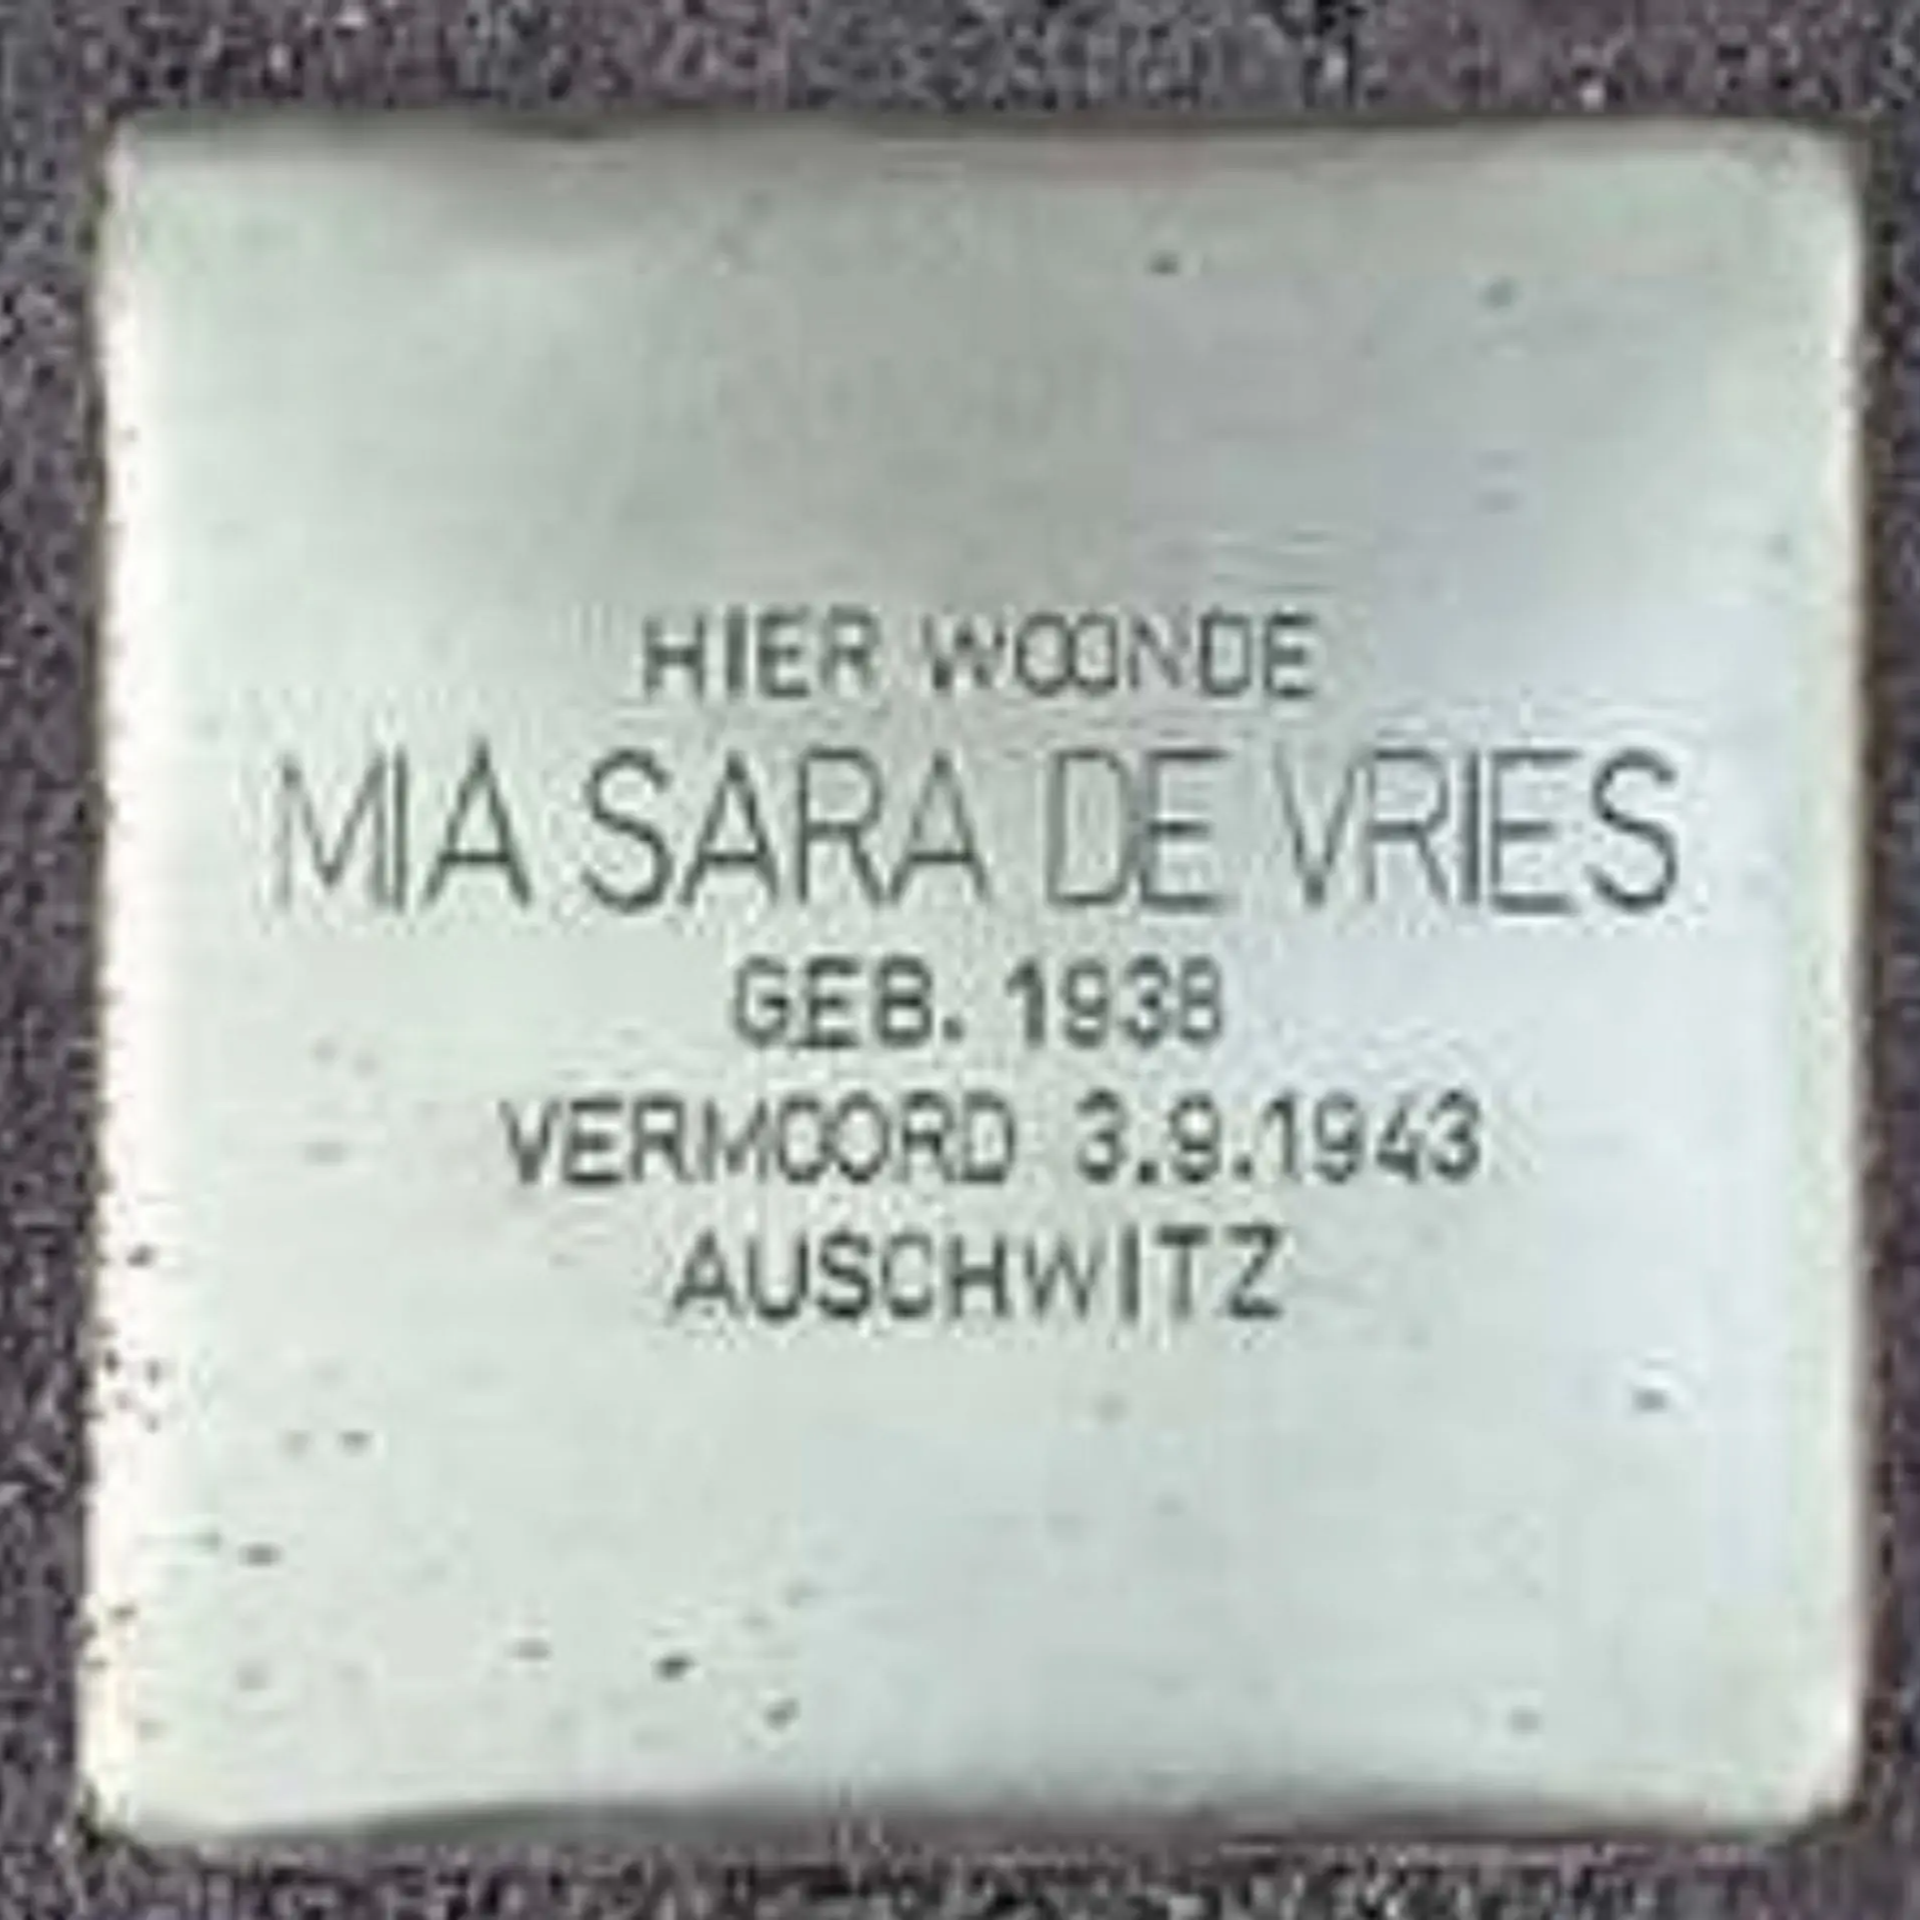 HIER WOONDE
MIA SARA DE VRIES
GEB. 1938
VERMOORD 3.9.1943
AUSCHWITZ